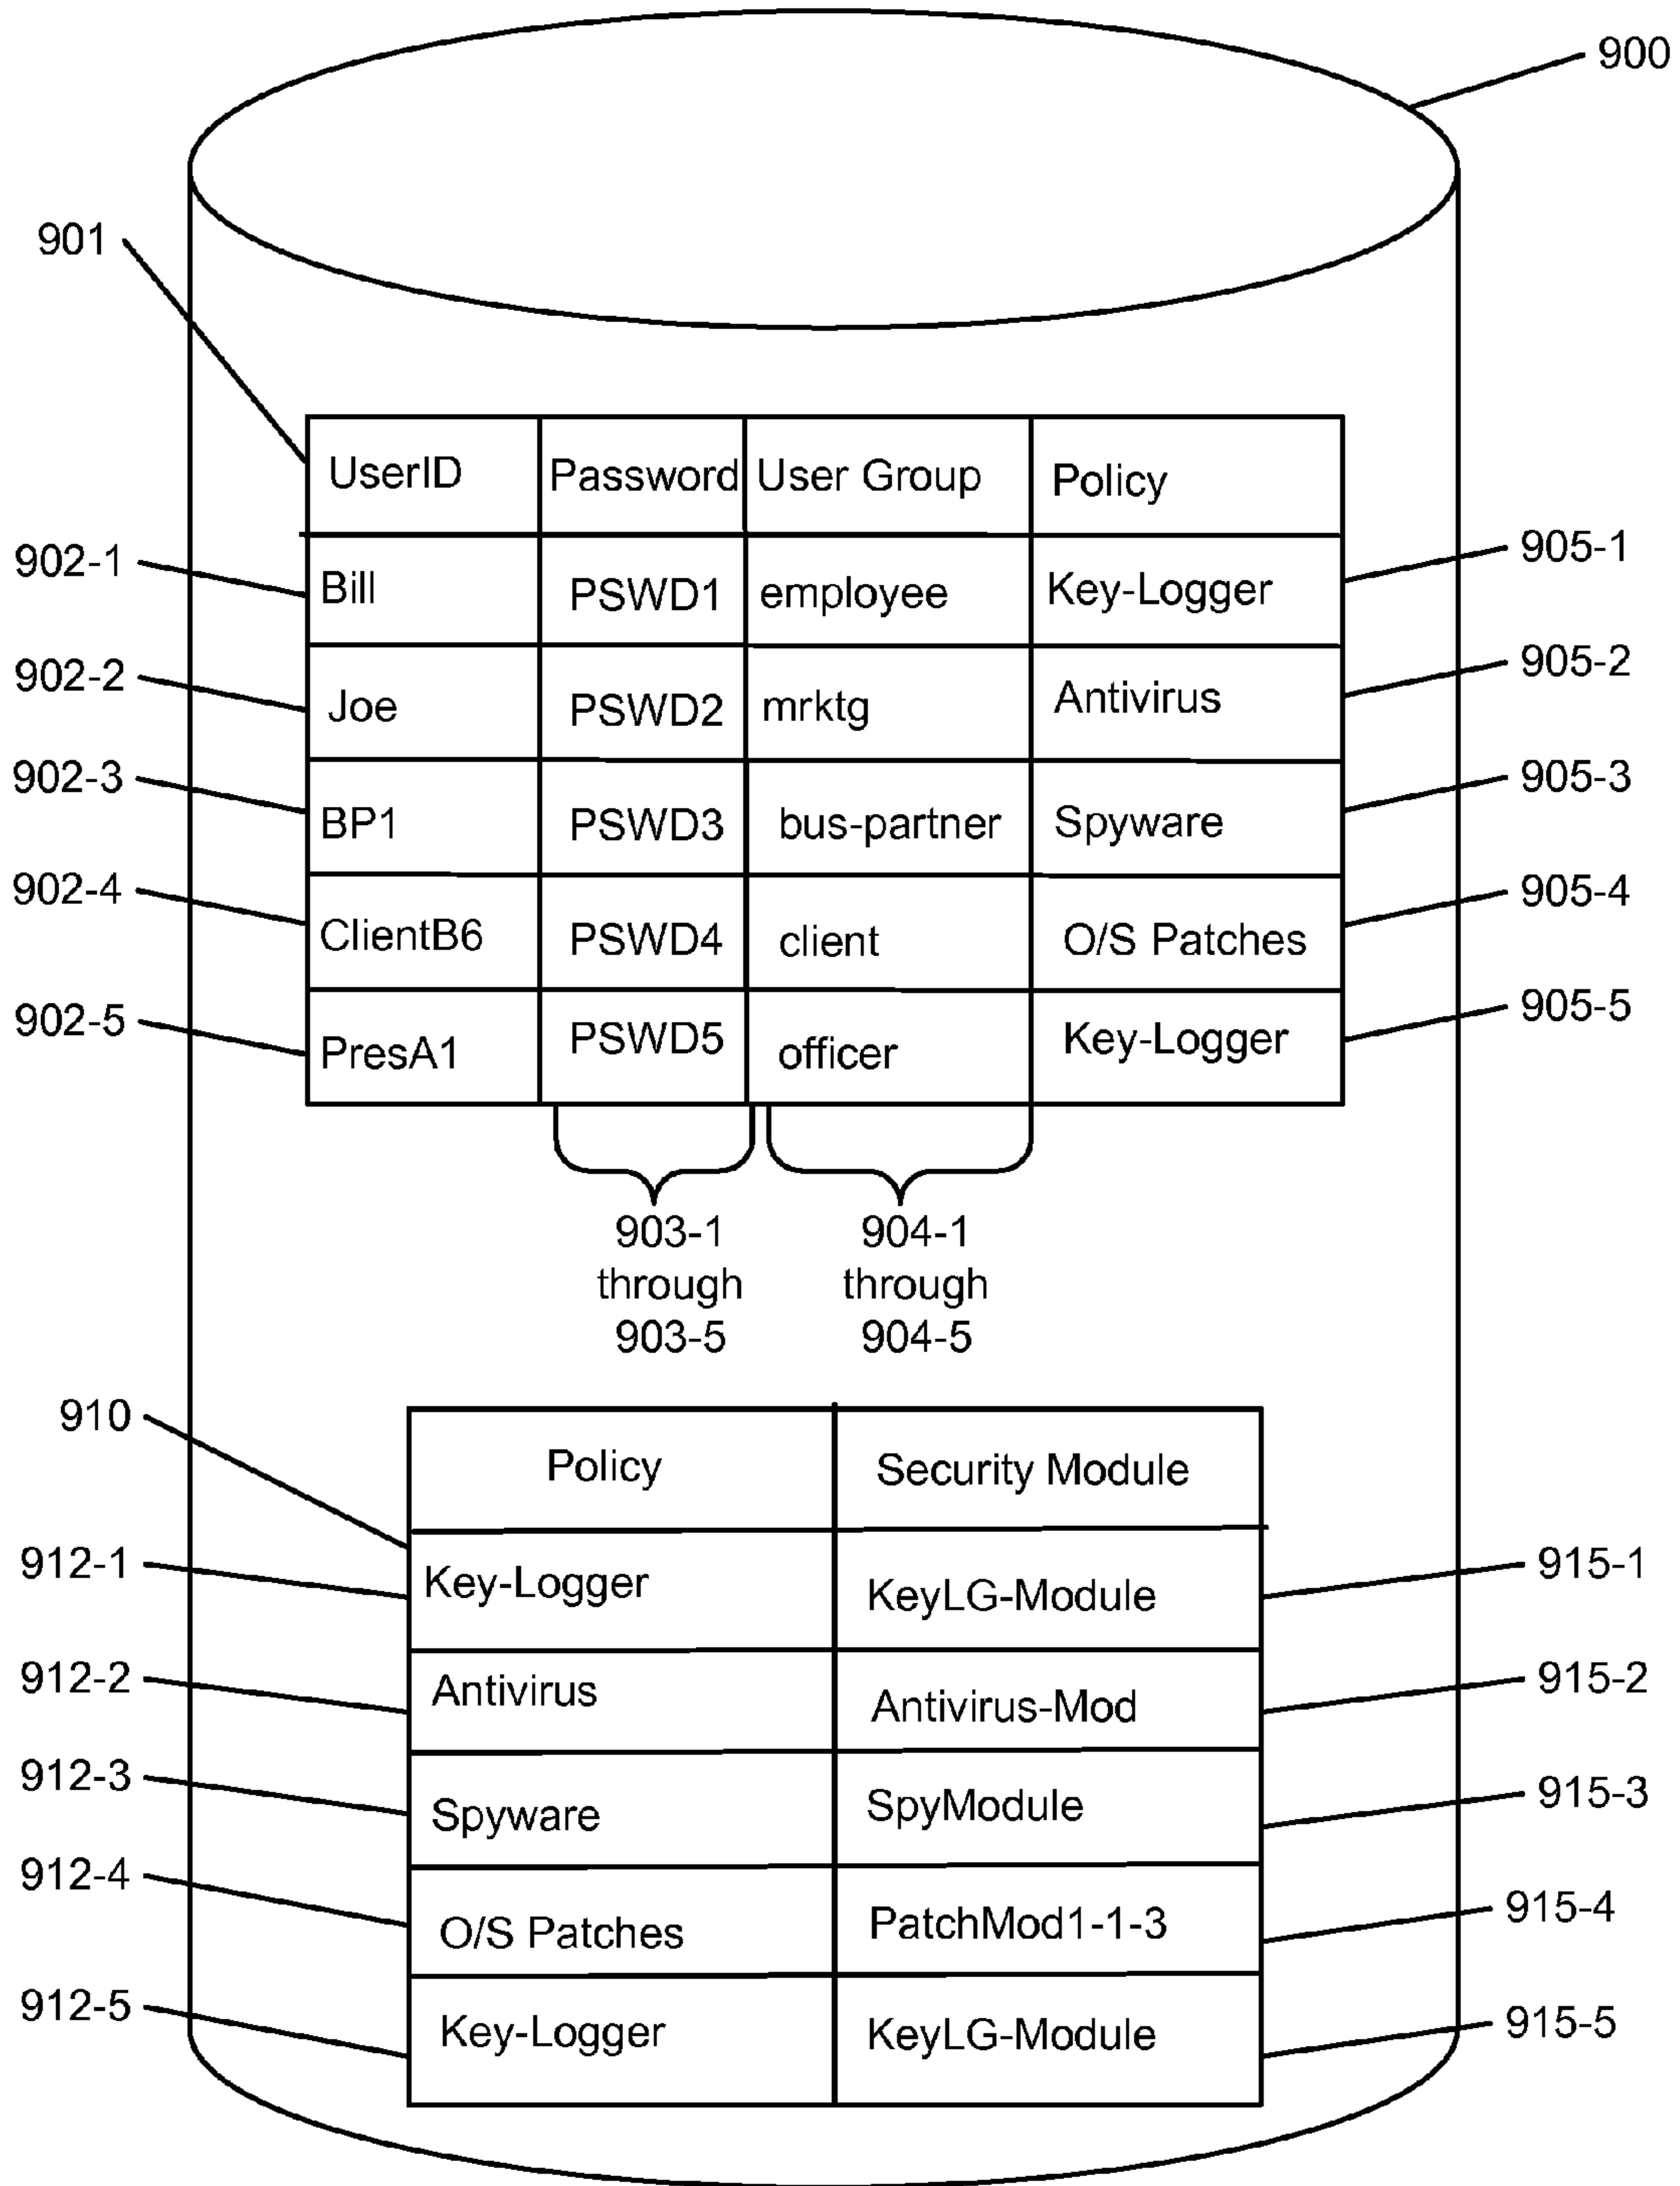 900
901
UserID Password User Group Policy
902-1 Bill PSWD1 employee Key-Logger 905-1
902-2 Joe PSWD2 mrktg Antivirus 905-2
902-3 BP1 PSWD3 bus-partner Spyware 905-3
902-4 ClientB6 PSWD4 client O/S Patches 905-4
902-5 PresA1 PSWD5 officer Key-Logger 905-5
903-1 904-1
through through
903-5 904-5
910
Policy Security Module
912-1 Key-Logger KeyLG-Module 915-1
912-2 Antivirus Antivirus-Mod 915-2
912-3 Spyware SpyModule 915-3
912-4 O/S Patches PatchMod1-1-3 915-4
912-5 Key-Logger KeyLG-Module 915-5